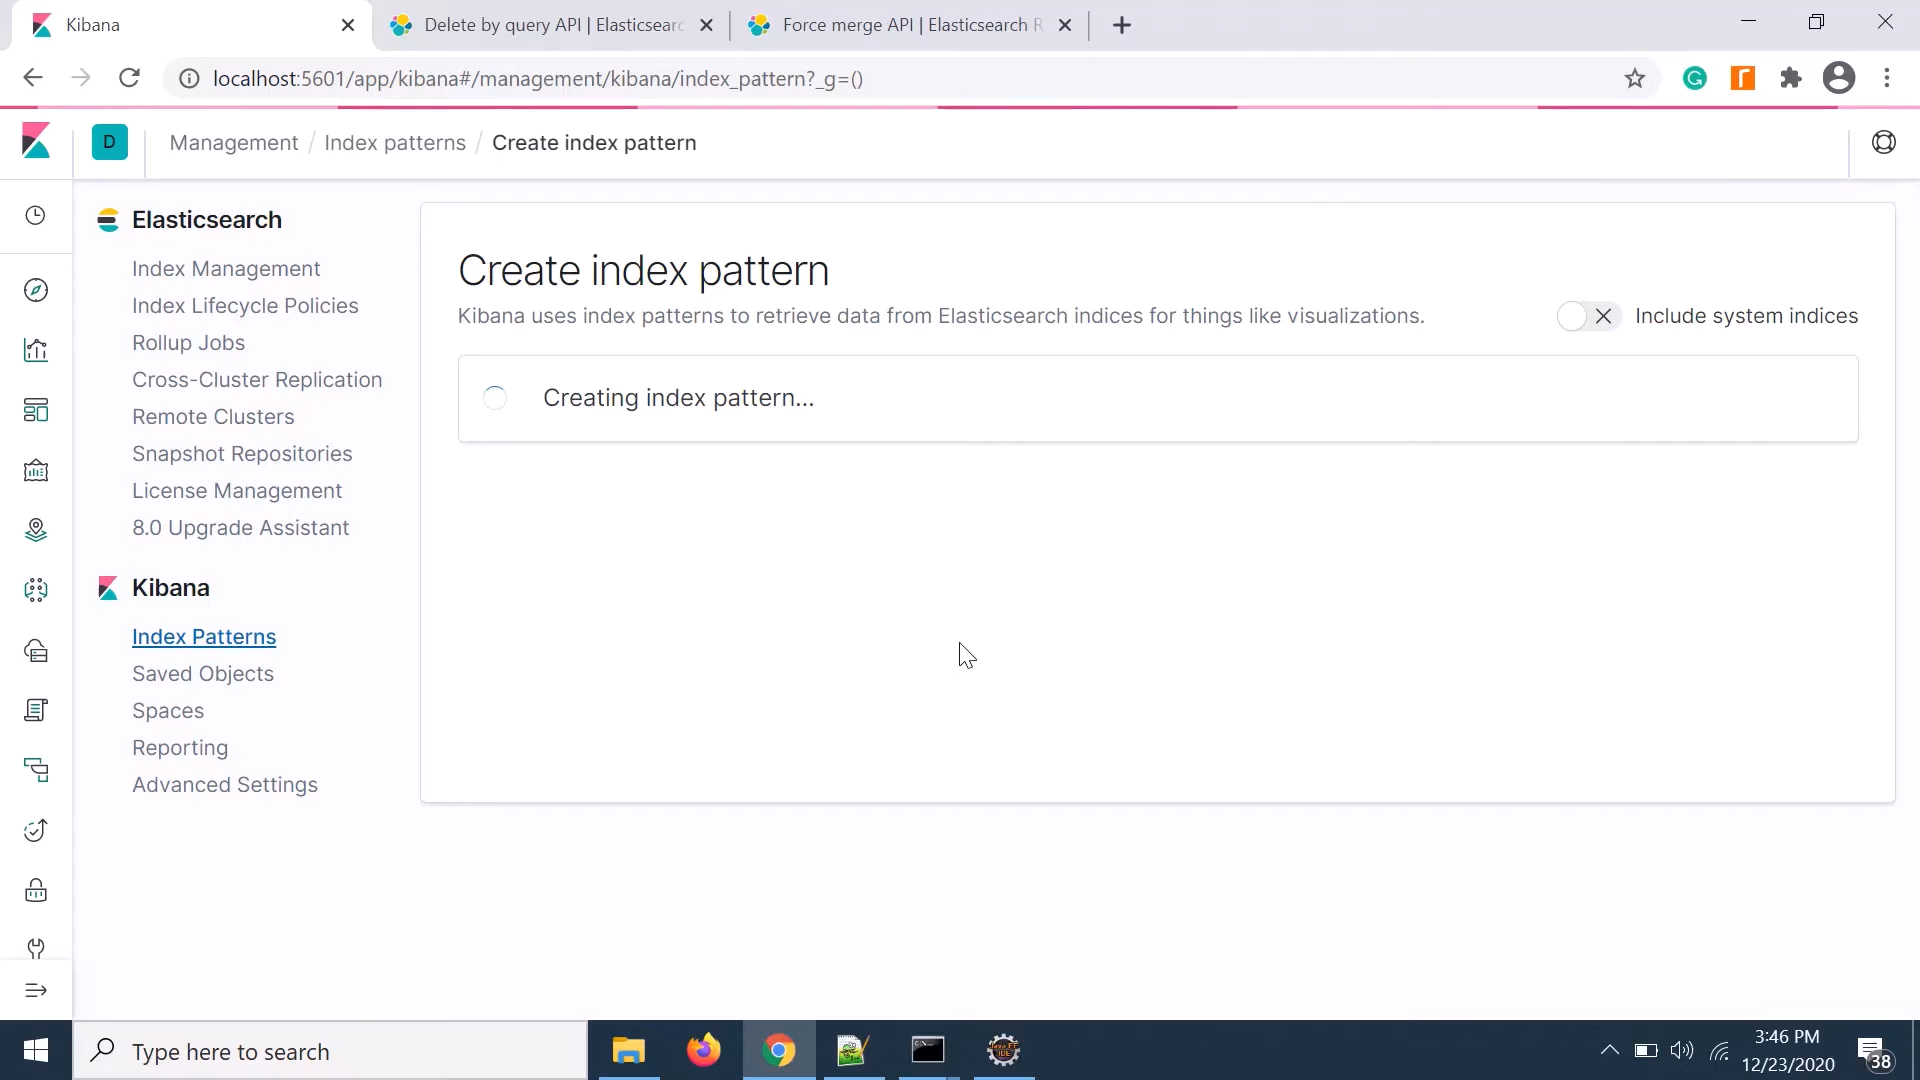 Kibana
Delete by query API | Elasticsearc
Force merge API | Elasticsearch R
localhost:5601/app/kibana#/management/kibana/index_pattern?_g=()
D
Management / Index patterns / Create index pattern
Elasticsearch
Index Management
Index Lifecycle Policies
Rollup Jobs
Cross-Cluster Replication
Remote Clusters
Snapshot Repositories
License Management
8.0 Upgrade Assistant
Kibana
Index Patterns
Saved Objects
Spaces
Reporting
Advanced Settings
Create index pattern
Kibana uses index patterns to retrieve data from Elasticsearch indices for things like visualizations.
Include system indices
Creating index pattern...
Type here to search
3:46 PM
12/23/2020
38